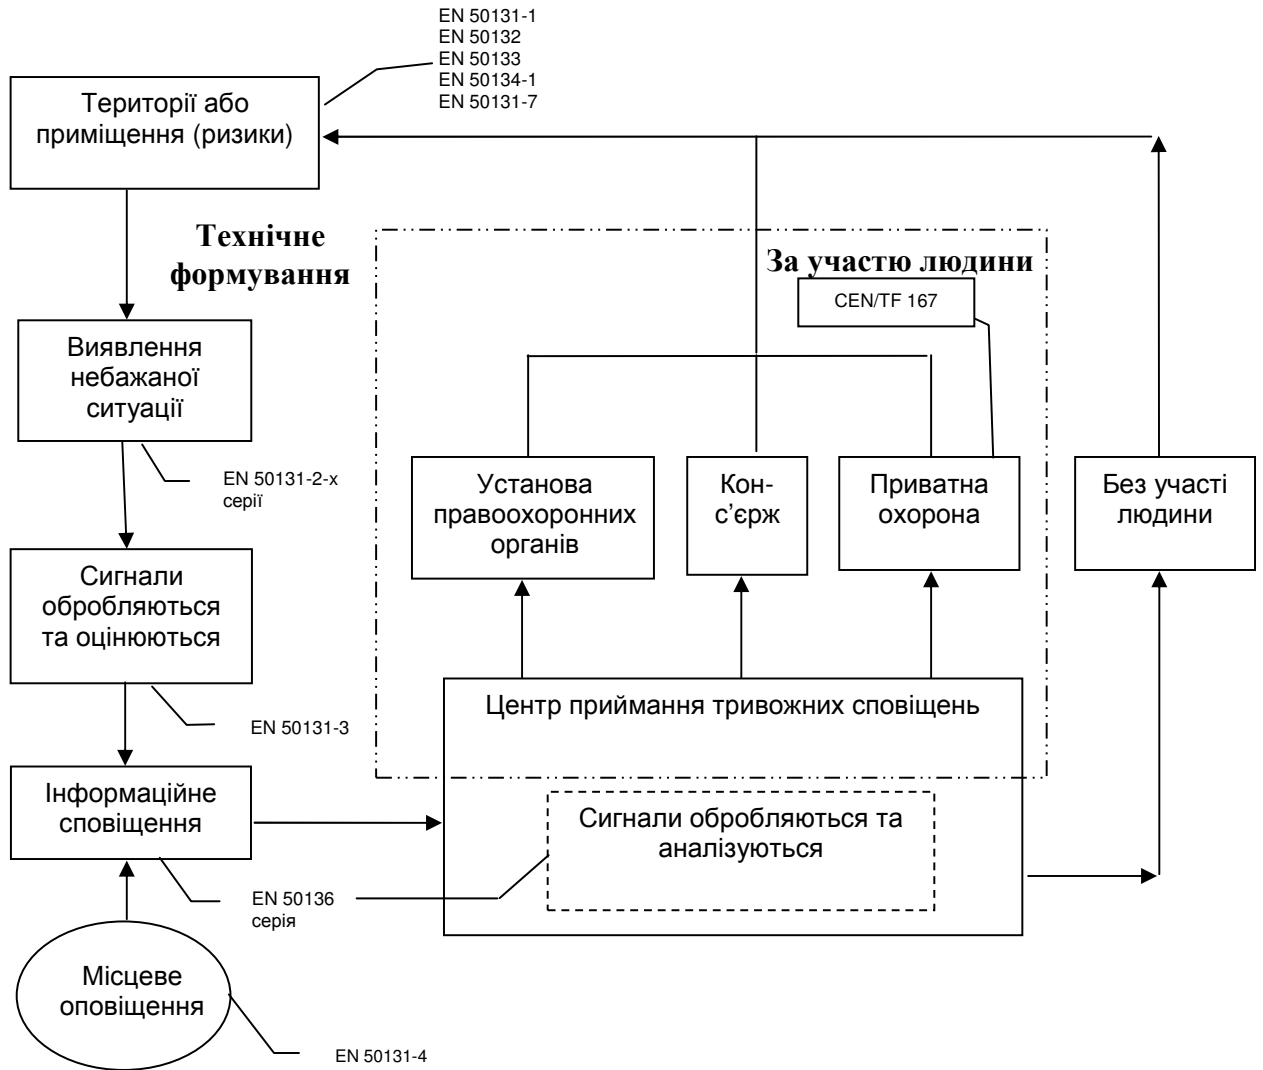 EN 50131-1
EN 50132
EN 50133
EN 50134-1
EN 50131-7
Території або
приміщення (ризики)
Технічне
формування
За участю людини
CEN/TF 167
Виявлення
небажаної
ситуації
EN 50131-2-x
серії
Установа
правоохоронних
органів
Кон-
с’єрж
Приватна
охорона
Без участі
людини
Сигнали
обробляються
та оцінюються
EN 50131-3
Центр приймання тривожних сповіщень
Інформаційне
сповіщення
Сигнали обробляються та
аналізуються
EN 50136
серія
Місцеве
оповіщення
EN 50131-4